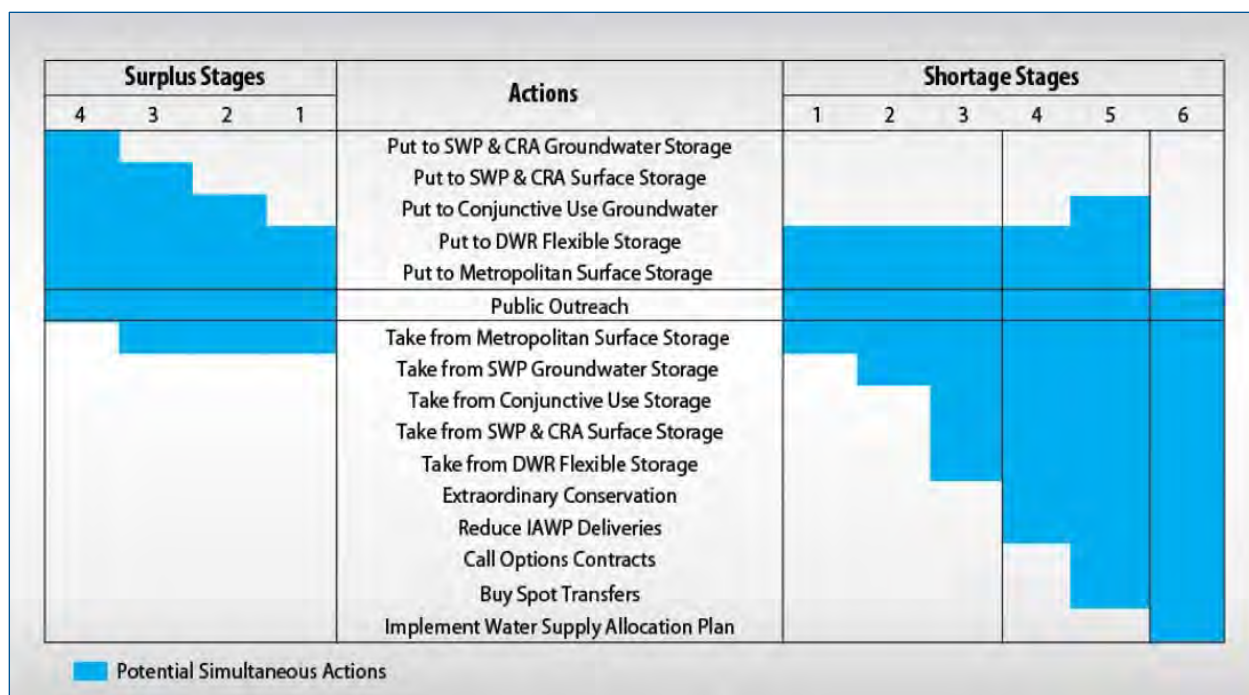 Surplus Stages
Actions
Shortage Stages
4 3 2 1
1 2 3 4 5 6
Put to SWP & CRA Groundwater Storage
Put to SWP & CRA Surface Storage
Put to Conjunctive Use Groundwater
Put to DWR Flexible Storage
Put to Metropolitan Surface Storage
Public Outreach
Take from Metropolitan Surface Storage
Take from SWP Groundwater Storage
Take from Conjunctive Use Storage
Take from SWP & CRA Surface Storage
Take from DWR Flexible Storage
Extraordinary Conservation
Reduce IAWP Deliveries
Call Options Contracts
Buy Spot Transfers
Implement Water Supply Allocation Plan
Potential Simultaneous Actions